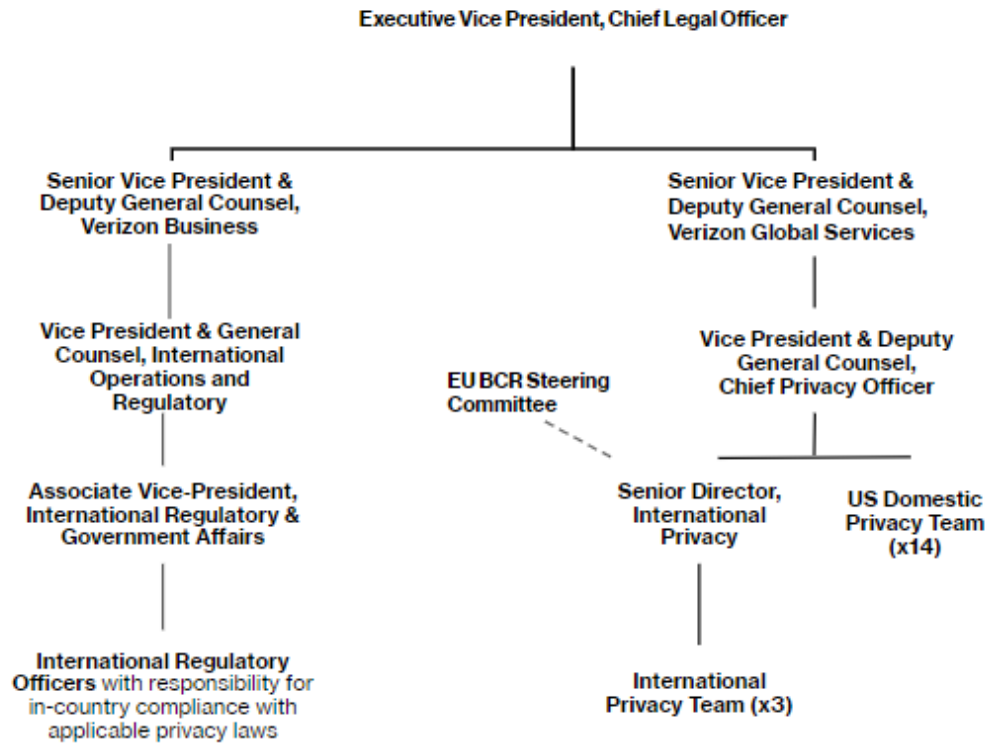 Executive Vice President, Chief Legal Officer
Senior Vice President &
Deputy General Counsel,
Verizon Business
Senior Vice President &
Deputy General Counsel,
Verizon Global Services
Vice President & General
Counsel, International
Operations and
Regulatory
Vice President & Deputy
General Counsel,
Chief Privacy Officer
EU BCR Steering
Committee
Associate Vice-President,
International Regulatory &
Government Affairs
Senior Director,
International
Privacy
US Domestic
Privacy Team
(x14)
International Regulatory
Officers with responsibility for
in-country compliance with
applicable privacy laws
International
Privacy Team (x3)